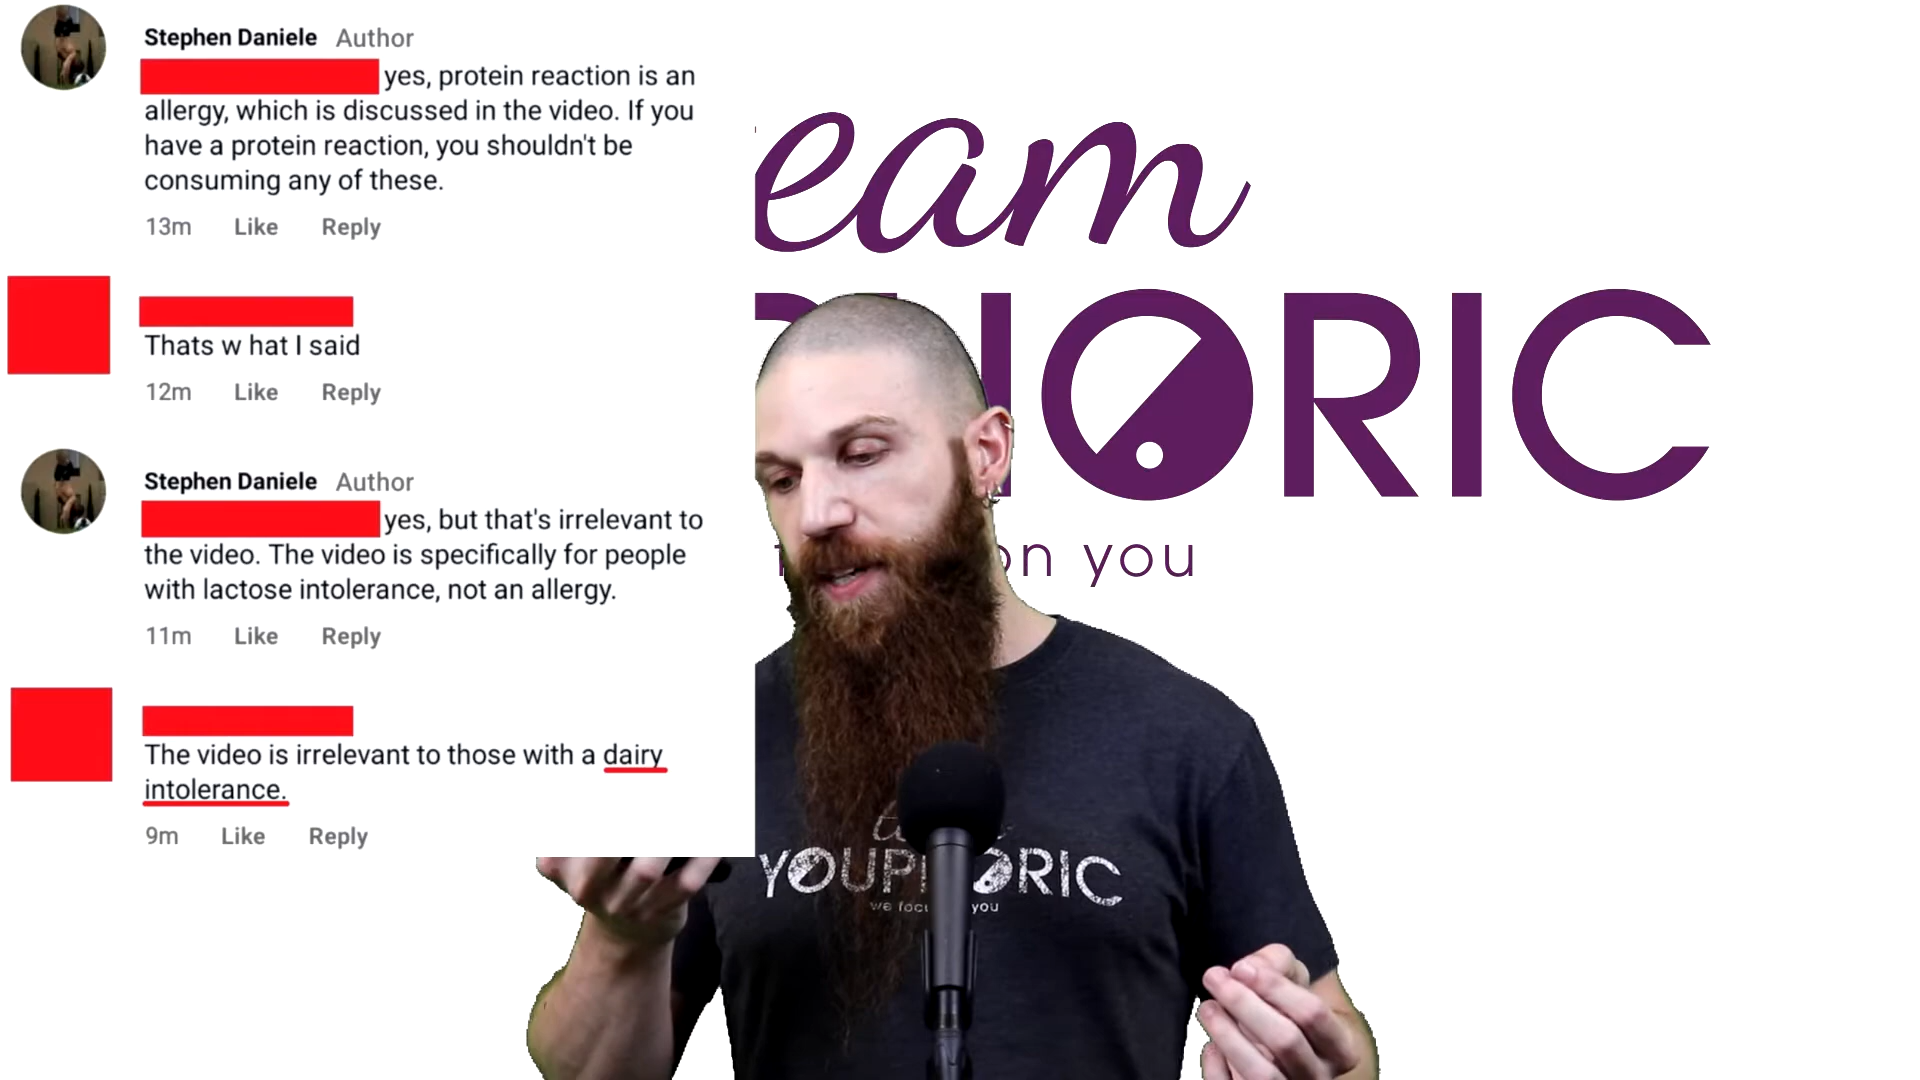 Stephen Daniele Author
yes, protein reaction is an
allergy, which is discussed in the video. If you
have a protein reaction, you shouldn't be
consuming any of these.
13m Like Reply
Thats w hat I said
12m Like Reply
Stephen Daniele Author
yes, but that's irrelevant to
the video. The video is specifically for people
with lactose intolerance, not an allergy.
11m Like Reply
The video is irrelevant to those with a dairy
intolerance.
9m Like Reply
eam
ORIC
on you
YOUPHORIC
you